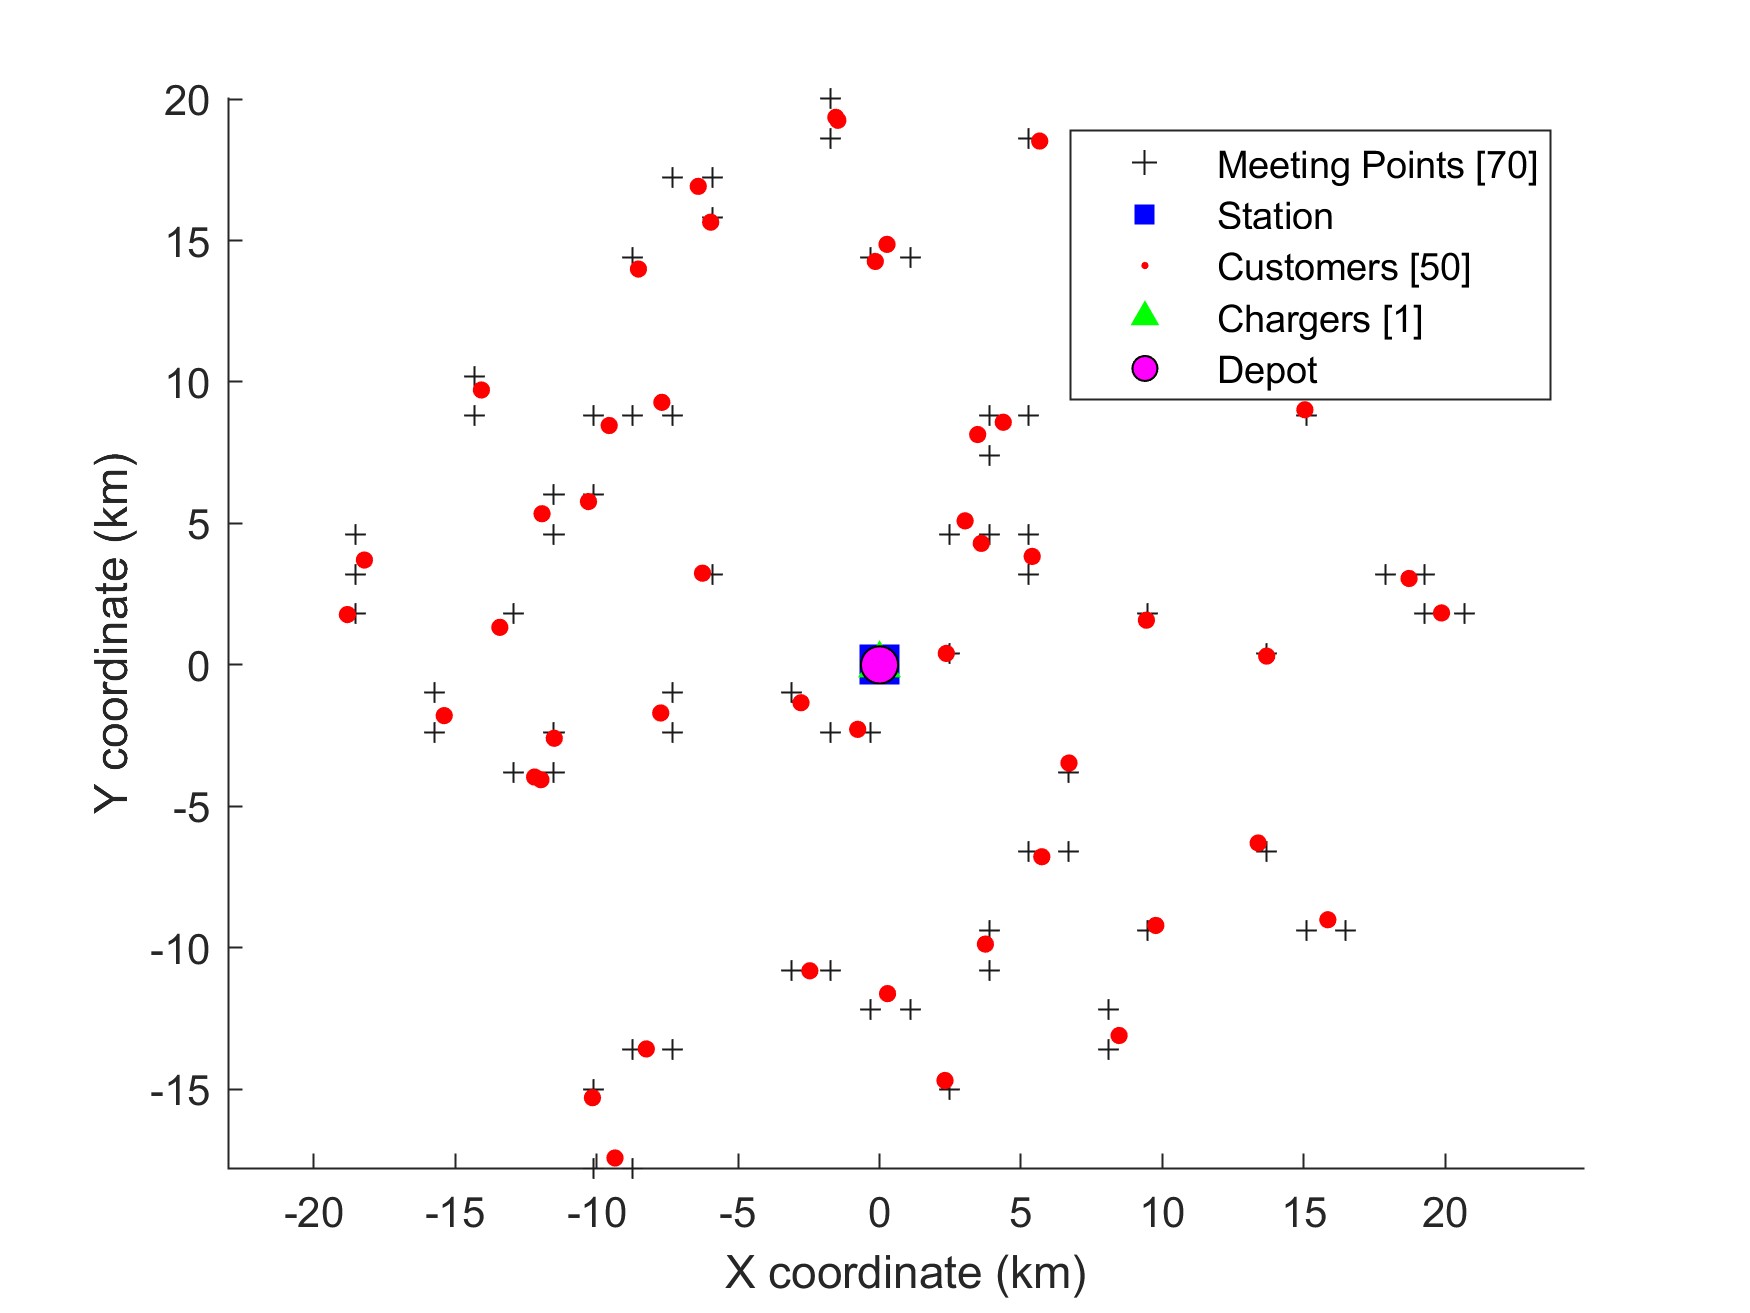 20
15
10
5
0
-5
-10
-15
Y coordinate (km)
Meeting Points [70]
Station
Customers [50]
Chargers [1]
Depot
-20 -15 -10 -5 0 5 10 15 20
X coordinate (km)